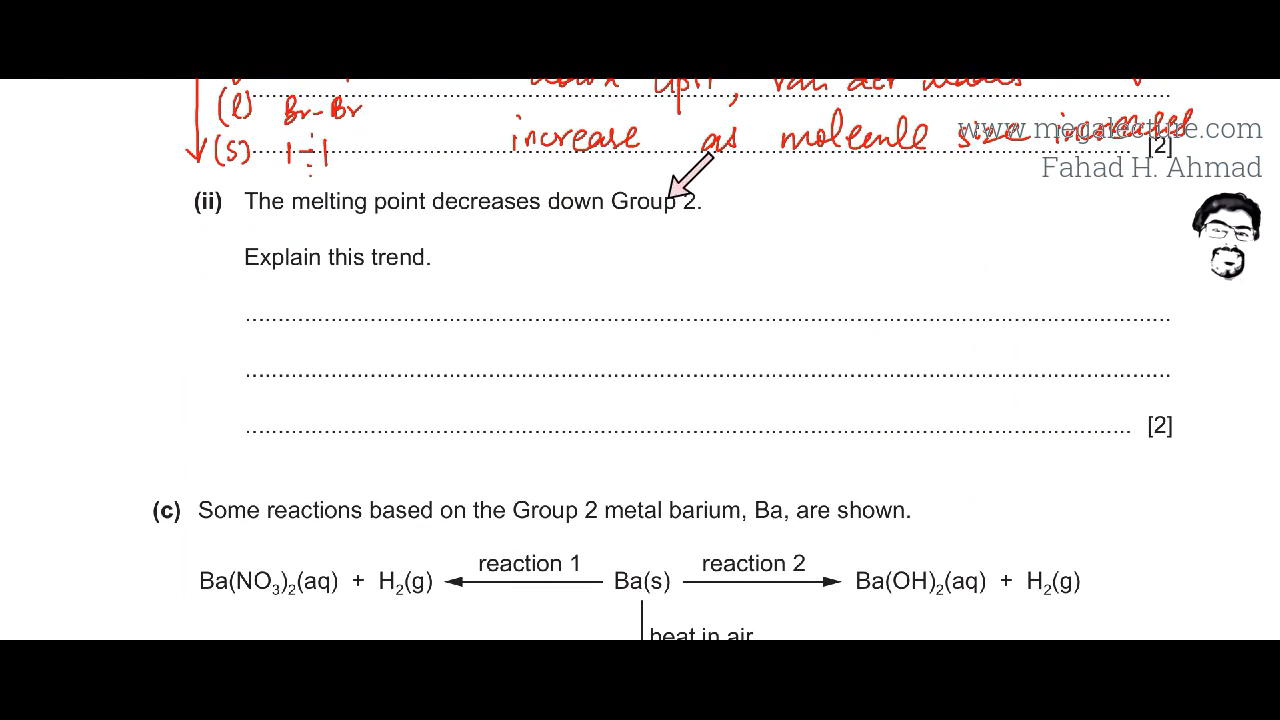 (l) Br-Br
increase as molecule size increases
www.megalecture.com
(s) I-I
[2]
Fahad H. Ahmad
(ii) The melting point decreases down Group 2.
Explain this trend.
[2]
(c) Some reactions based on the Group 2 metal barium, Ba, are shown.
reaction 1 reaction 2
Ba(NO₃)₂(aq) + H₂(g) Ba(s) Ba(OH)₂(aq) + H₂(g)
heat in air